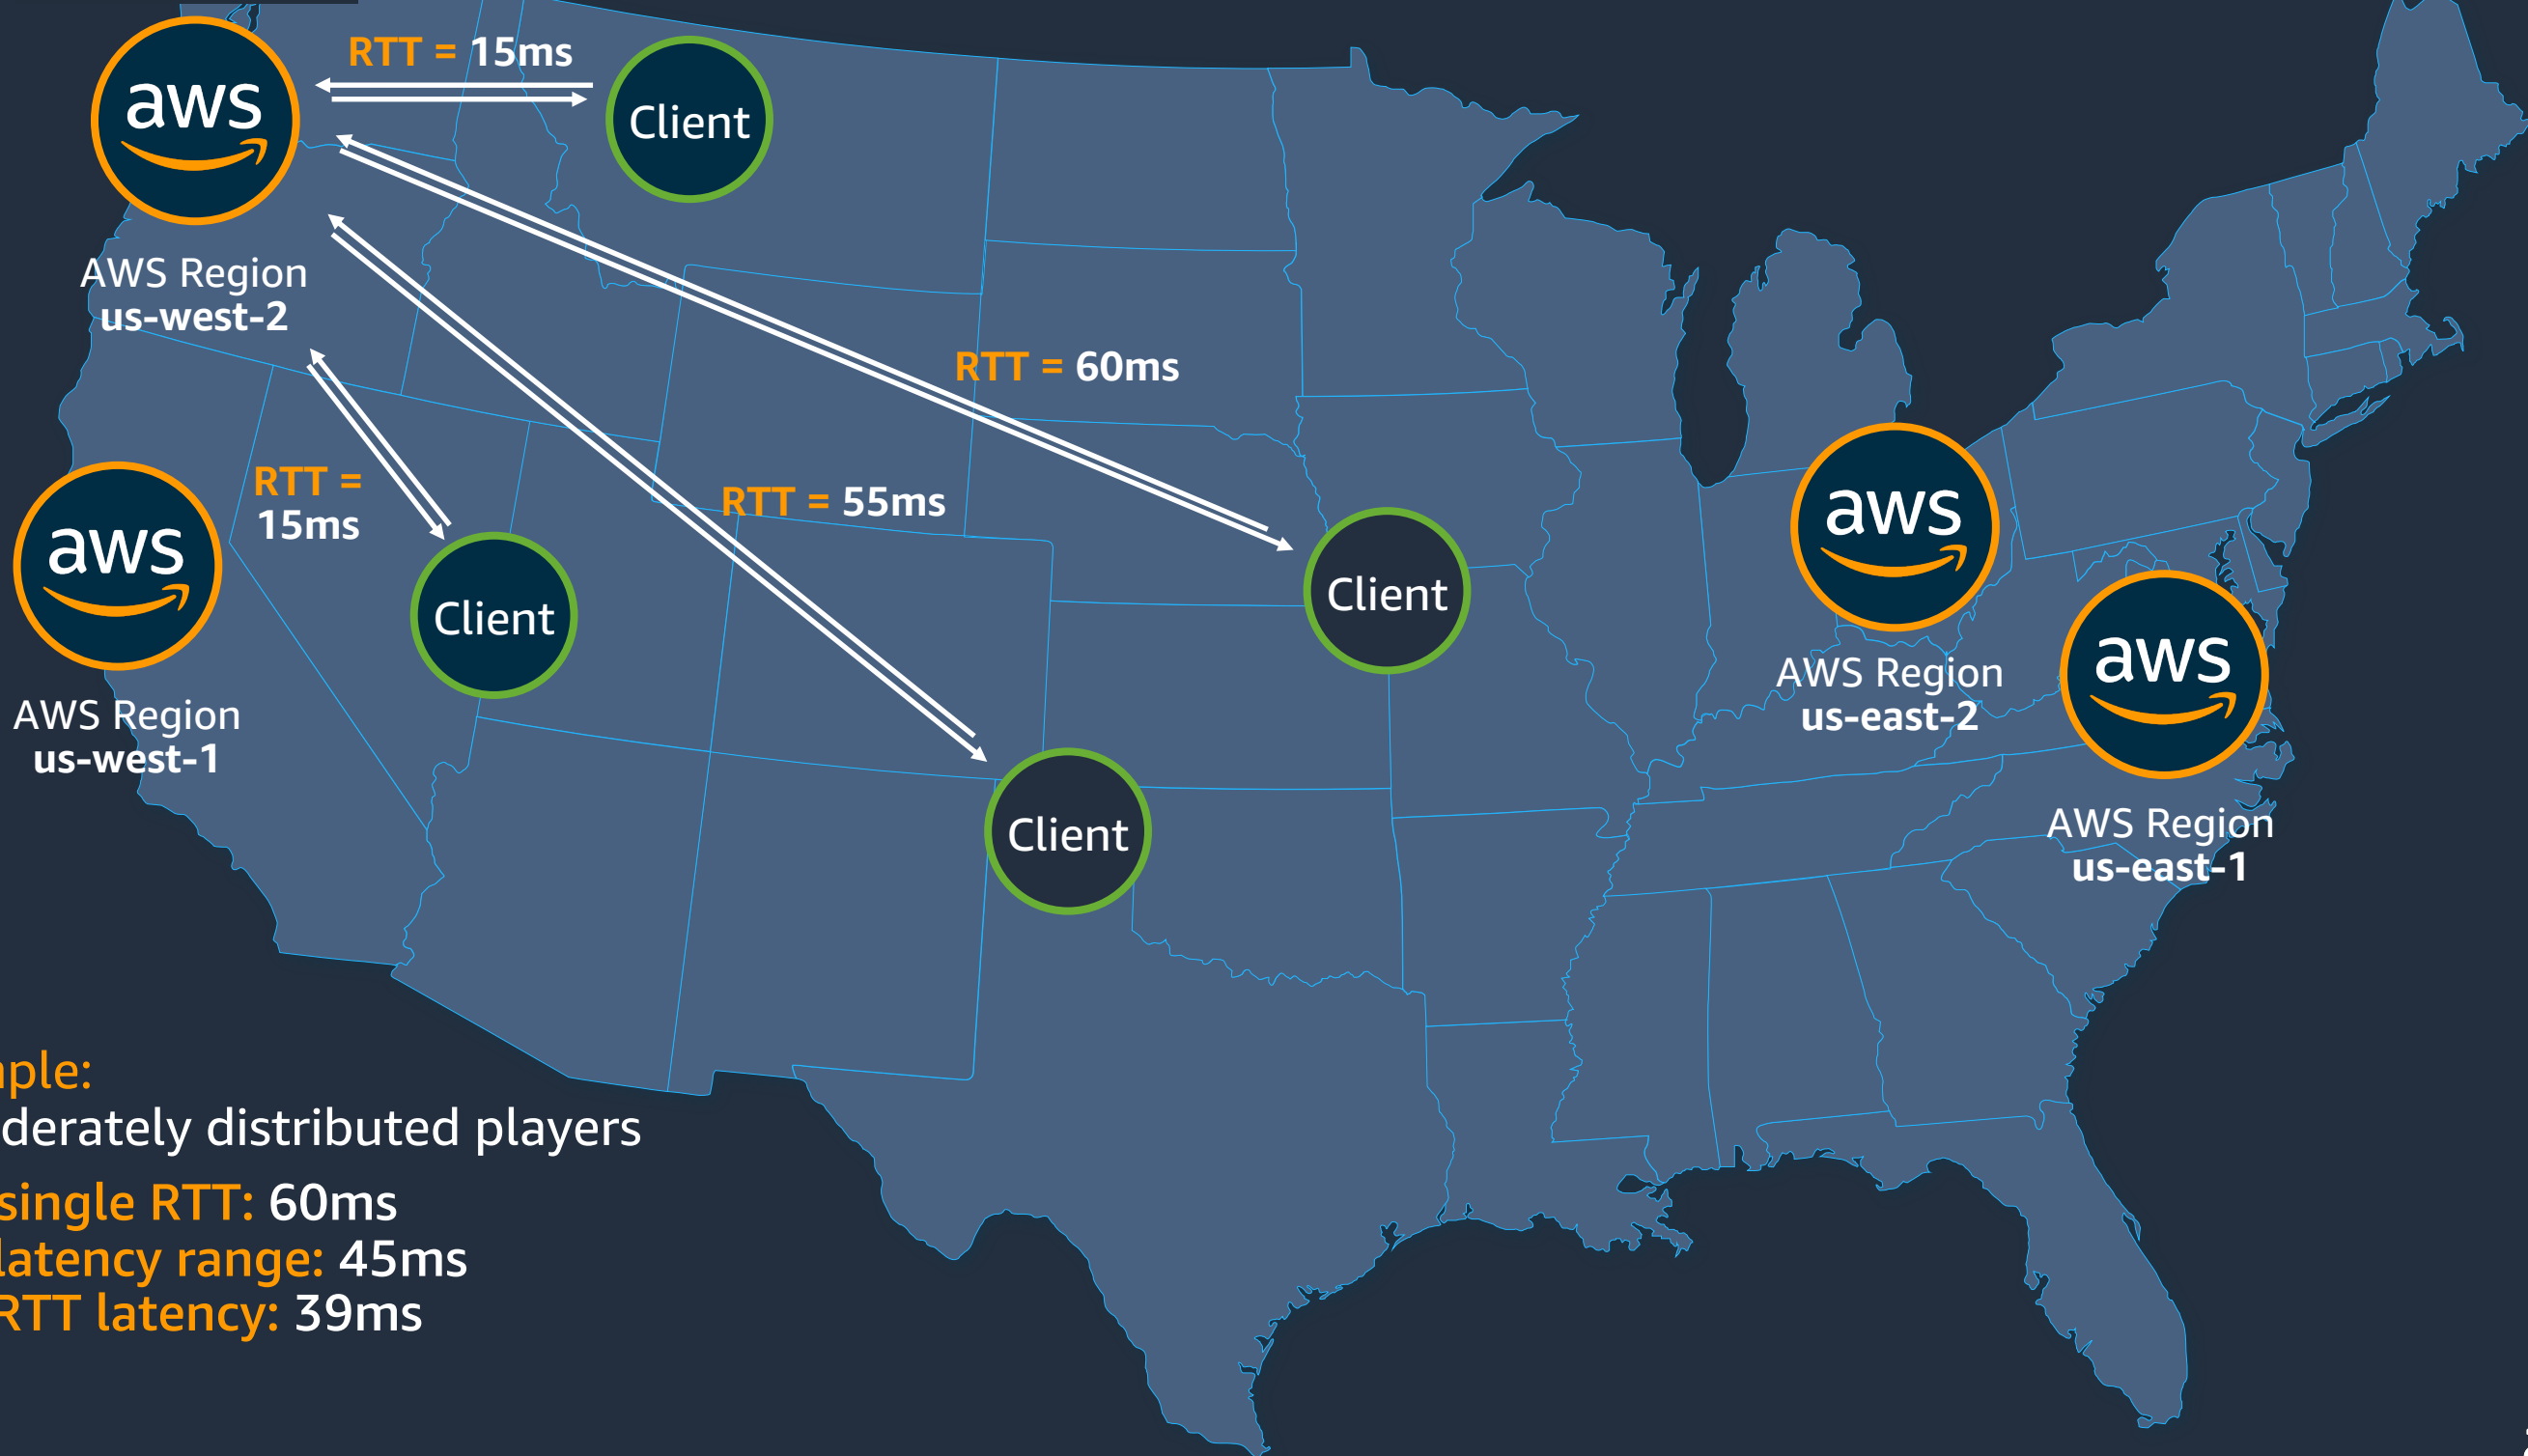 RTT = 15ms
aws
Client
AWS Region
us-west-2
RTT = 60ms
RTT =
15ms
RTT = 55ms
aws
AWS Region
us-west-1
Client
Client
Client
aws
AWS Region
us-east-2
aws
AWS Region
us-east-1
ple:
derately distributed players
single RTT: 60ms
latency range: 45ms
RTT latency: 39ms